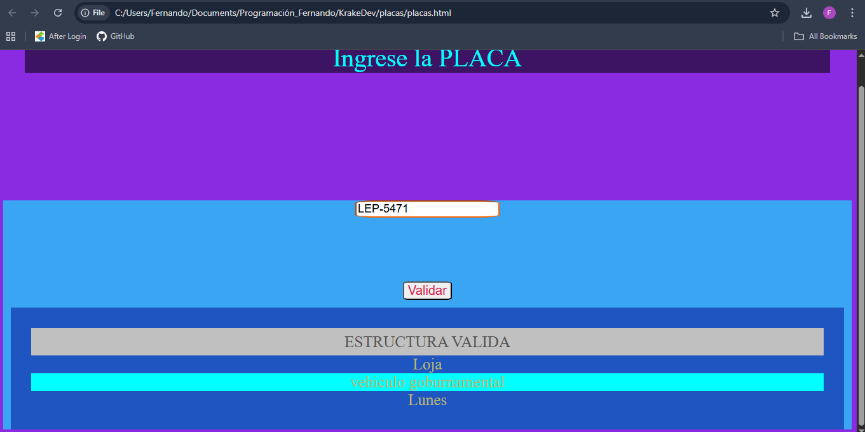 File
C:/Users/Fernando/Documents/Programación_Fernando/KrakeDev/placas/placas.html
F
After Login
GitHub
All Bookmarks
Ingrese la PLACA
LEP-5471
Validar
ESTRUCTURA VALIDA
Loja
vehiculo goburnamental
Lunes